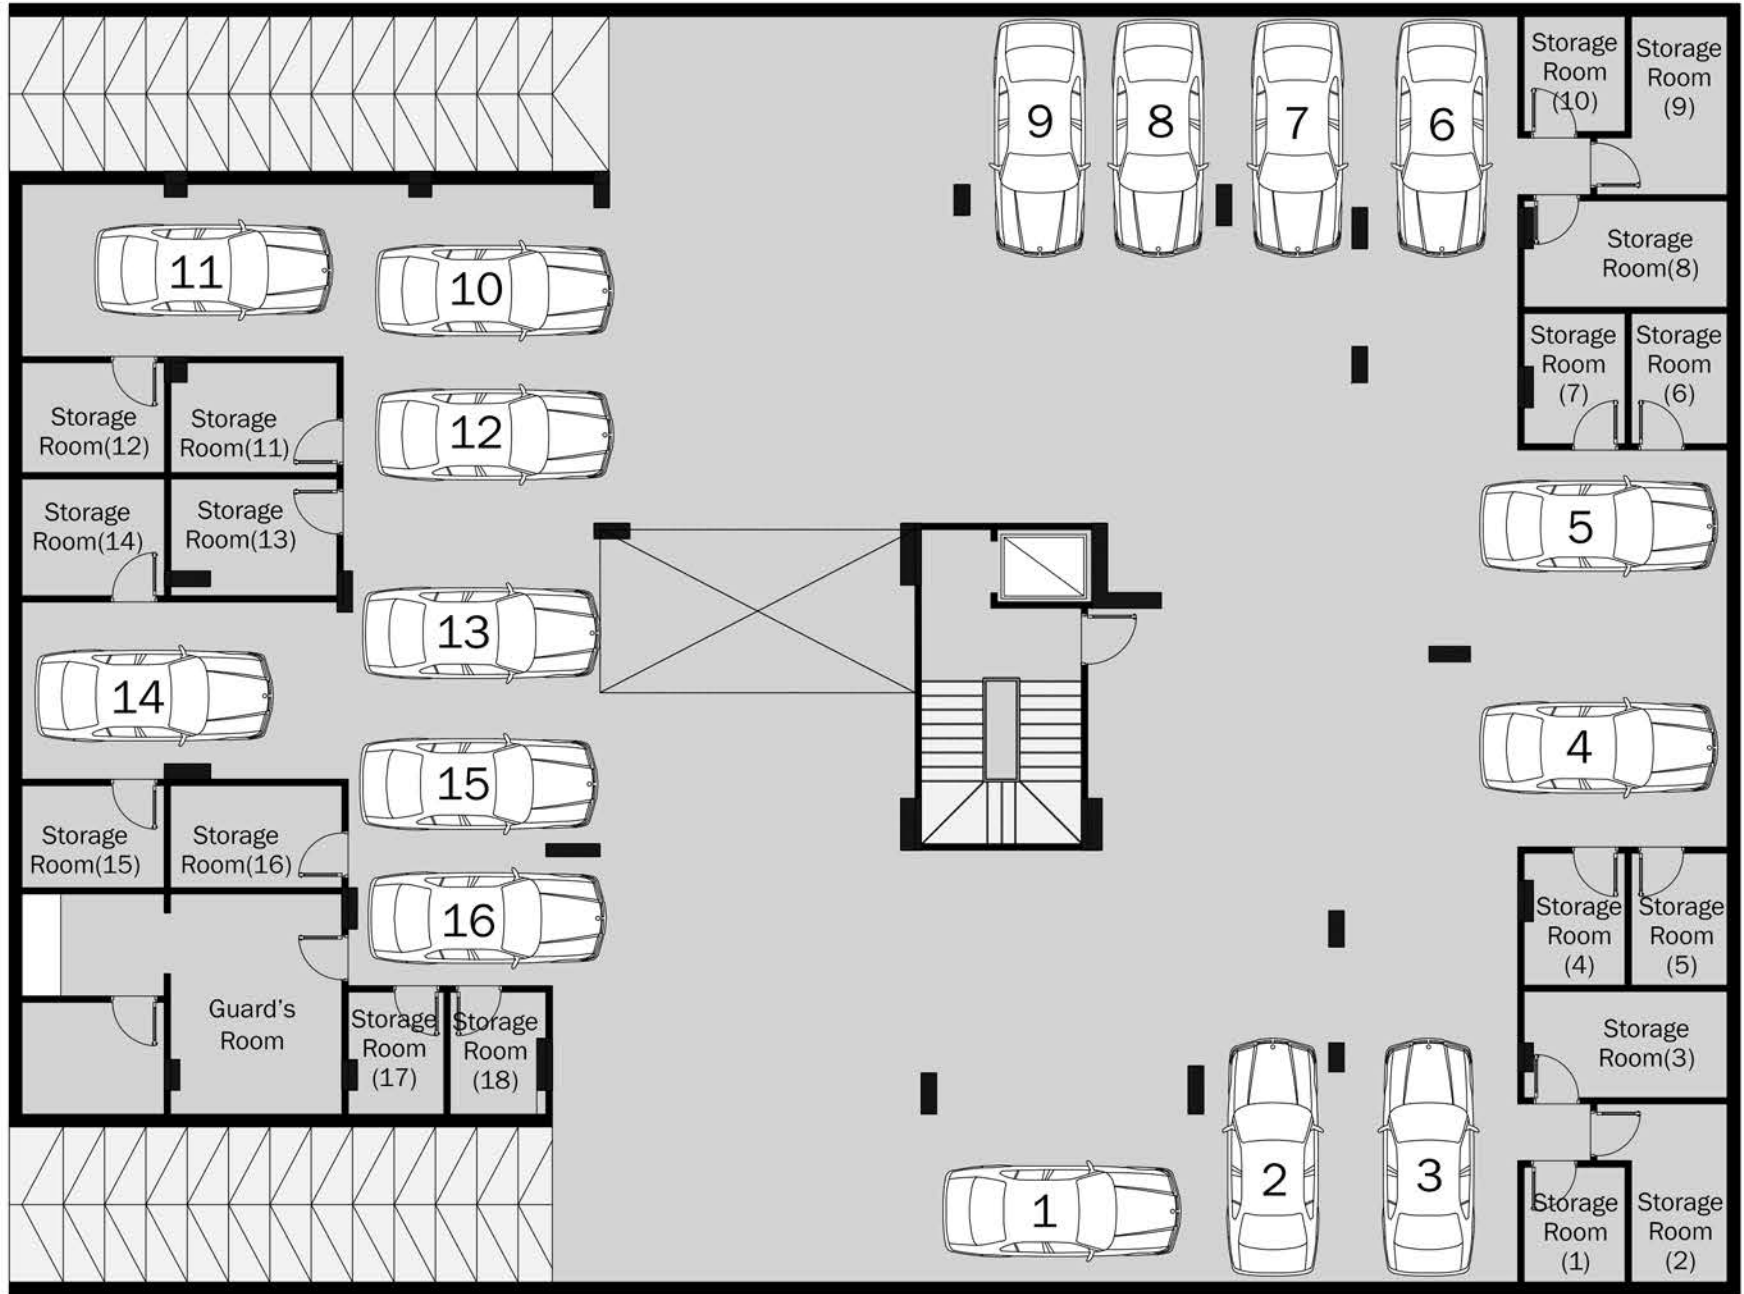 9
8
7
6
Storage
Room
(10)
Storage
Room
(9)
Storage
Room(8)
11
10
Storage
Room
(7)
Storage
Room
(6)
12
Storage
Room(12)
Storage
Room(11)
Storage
Room(14)
Storage
Room(13)
5
13
14
4
15
Storage
Room(15)
Storage
Room(16)
16
Storage
Room
(4)
Storage
Room
(5)
Guard's
Room
Storage
Room
(17)
Storage
Room
(18)
Storage
Room(3)
1
2
3
Storage
Room
(1)
Storage
Room
(2)